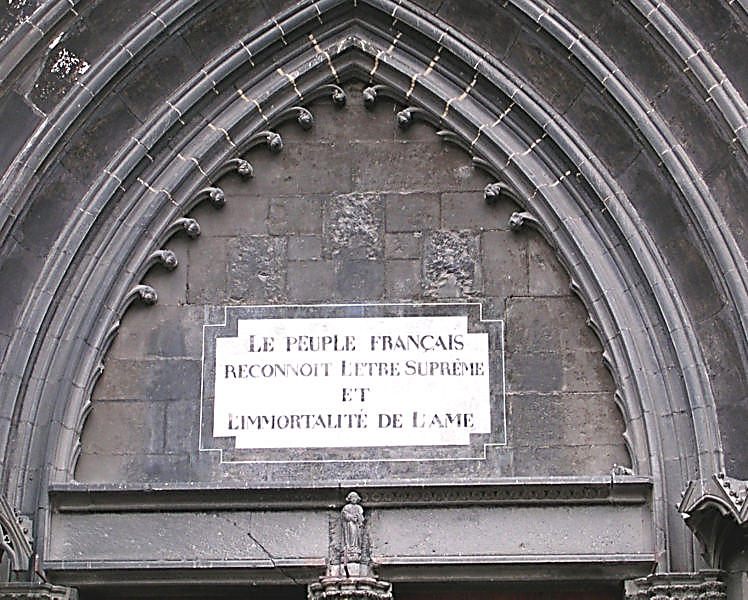 LE PEUPLE FRANÇAIS
RECONNOIT L'ETRE SUPRÊME
ET
L'IMMORTALITÉ DE L'AME